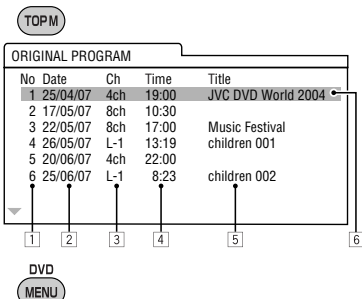 TOP M
ORIGINAL PROGRAM
No Date Ch Time Title
1 25/04/07 4ch 19:00 JVC DVD World 2004
2 17/05/07 8ch 10:30
3 22/05/07 8ch 17:00 Music Festival
4 26/05/07 L-1 13:19 children 001
5 20/06/07 4ch 22:00
6 25/06/07 L-1 8:23 children 002
1 2 3 4 5 6
DVD
MENU